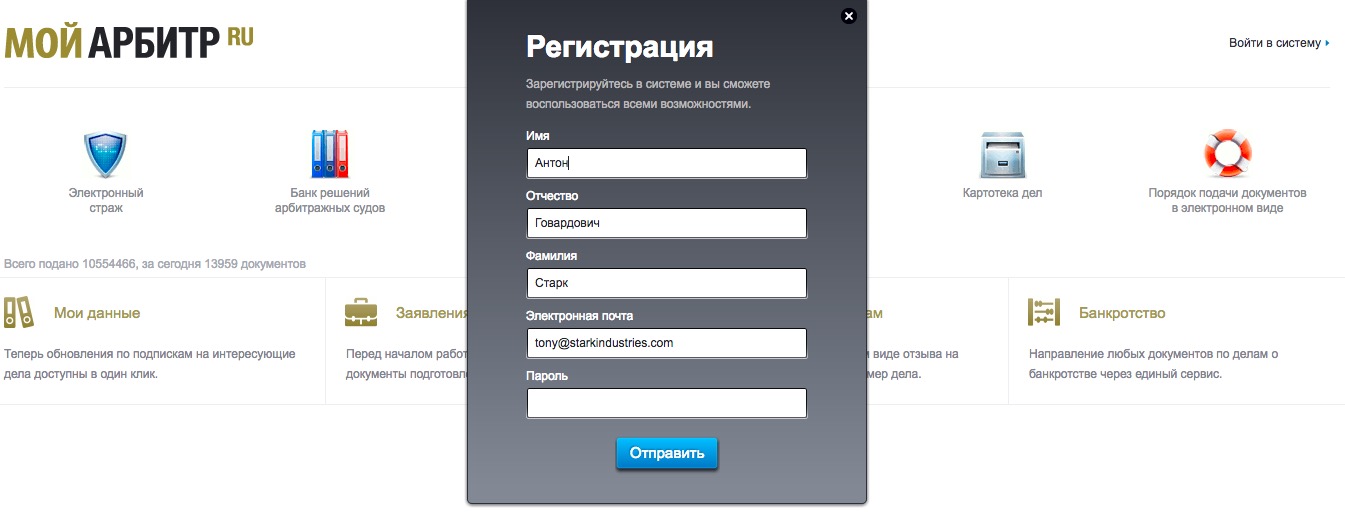 МОЙ АРБИТР RU
Войти в систему
Регистрация
Зарегистрируйтесь в системе и вы сможете
воспользоваться всеми возможностями.
Имя
Антон
Отчество
Говардович
Фамилия
Старк
Электронная почта
tony@starkindustries.com
Пароль
Отправить
Электронный
страж
Банк решений
арбитражных судов
Картотека дел
Порядок подачи документов
в электронном виде
Всего подано 10554466, за сегодня 13959 документов
Мои данные
Теперь обновления по подпискам на интересующие
дела доступны в один клик.
Заявления
Перед началом работ
документы подготовле
ам
виде отзыва на
мер дела.
Банкротство
Направление любых документов по делам о
банкротстве через единый сервис.